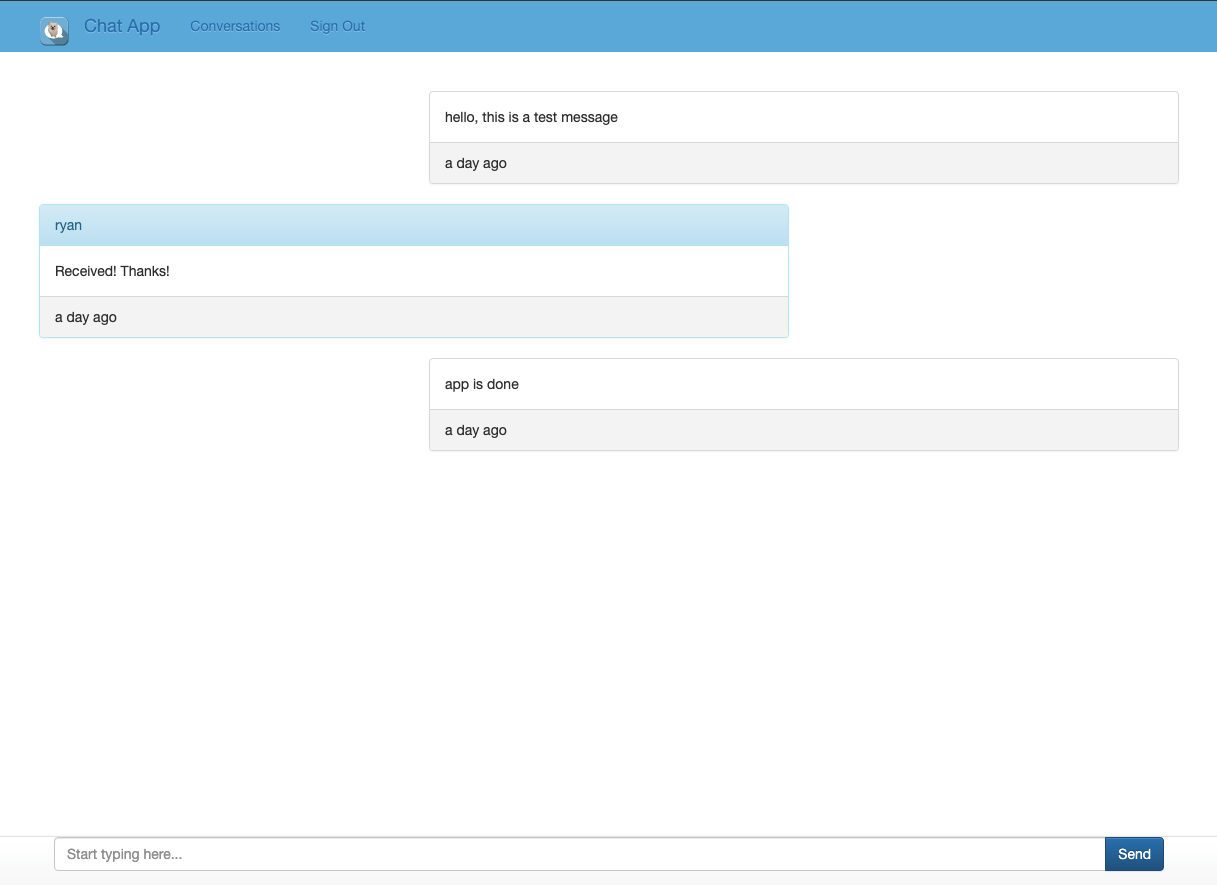 Chat App Conversations Sign Out
hello, this is a test message
a day ago
ryan
Received! Thanks!
a day ago
app is done
a day ago
Start typing here... Send